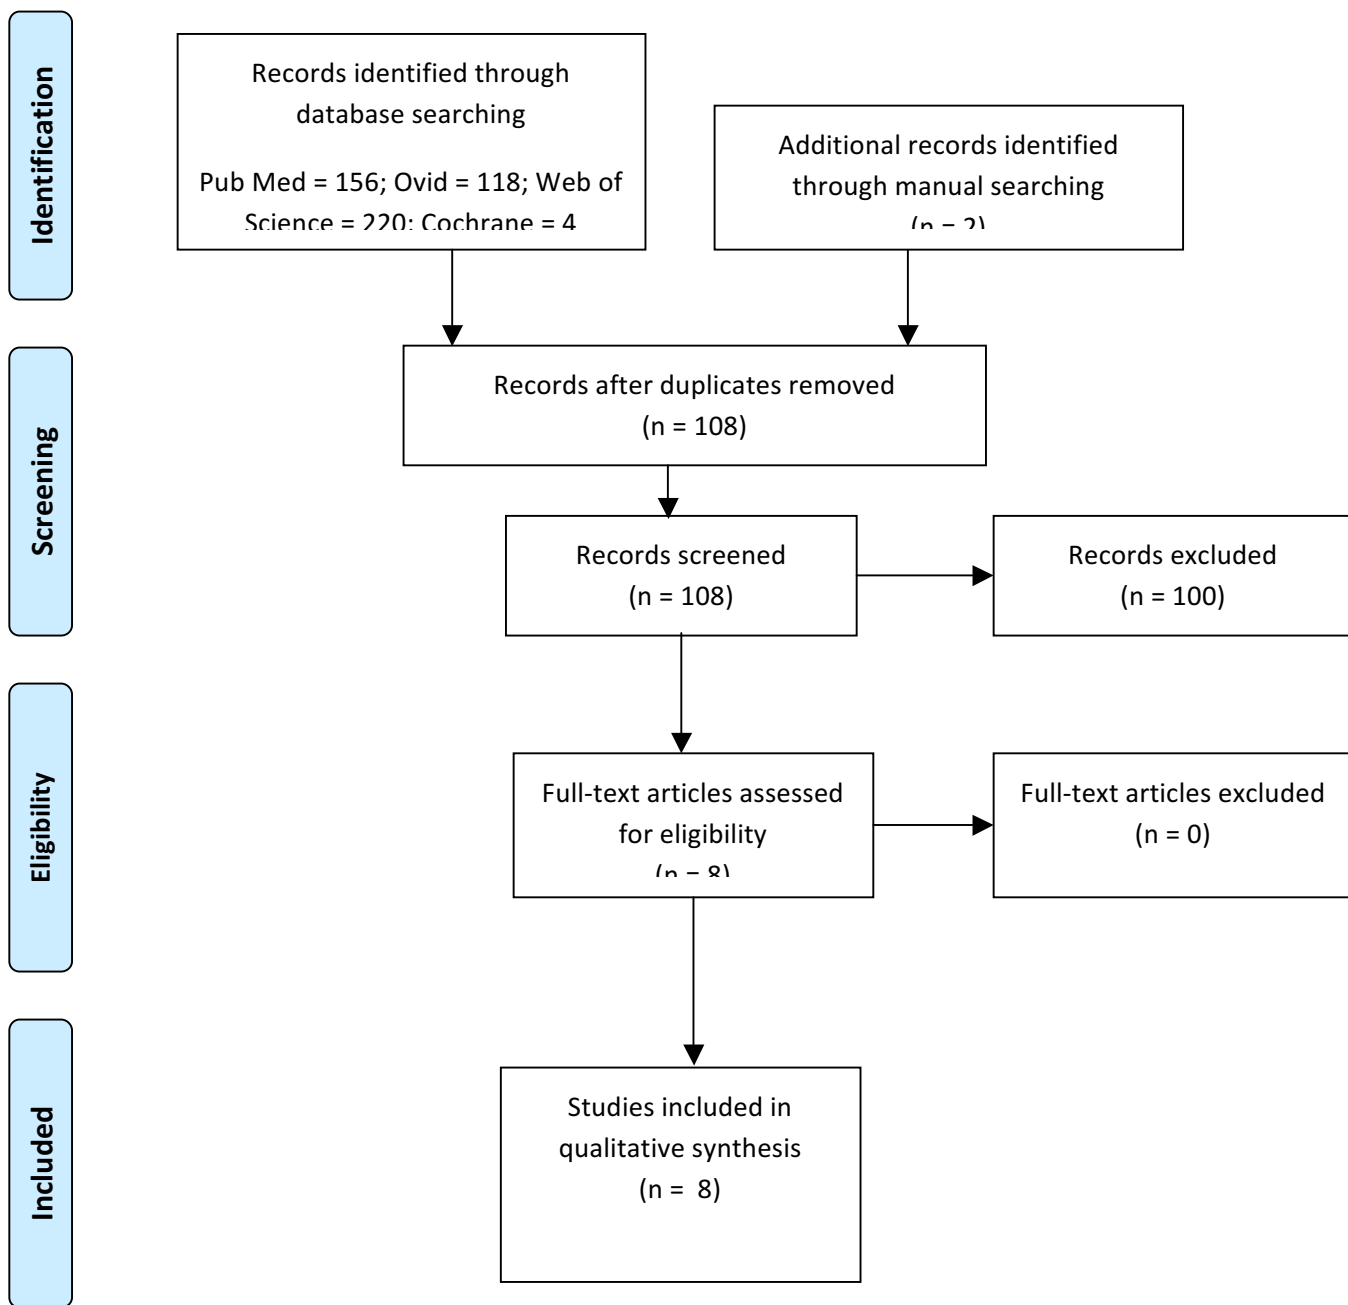 Identification
Records identified through
database searching
Pub Med = 156; Ovid = 118; Web of
Science = 220; Cochrane = 4
Additional records identified
through manual searching
(n = 2)
Screening
Records after duplicates removed
(n = 108)
Records screened
(n = 108)
Records excluded
(n = 100)
Eligibility
Full-text articles assessed
for eligibility
(n = 8)
Full-text articles excluded
(n = 0)
Included
Studies included in
qualitative synthesis
(n = 8)